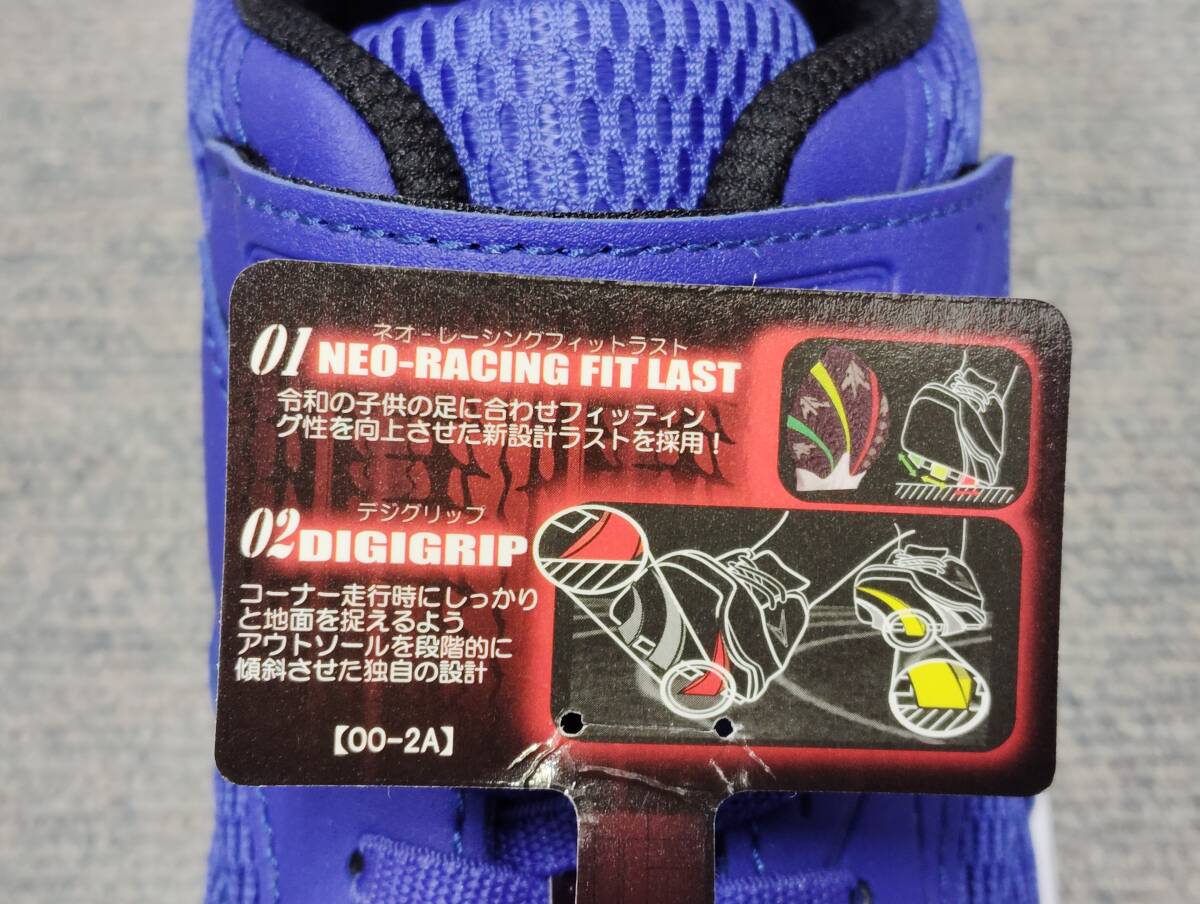 01
ネオ-レーシングフィットラスト
NEO-RACING FIT LAST
令和の子供の足に合わせフィッティン
グ性を向上させた新設計ラストを採用!
02
デジグリップ
DIGIGRIP
コーナー走行時にしっかり
と地面を捉えるよう
アウトソールを段階的に
傾斜させた独自の設計
【00-2A】